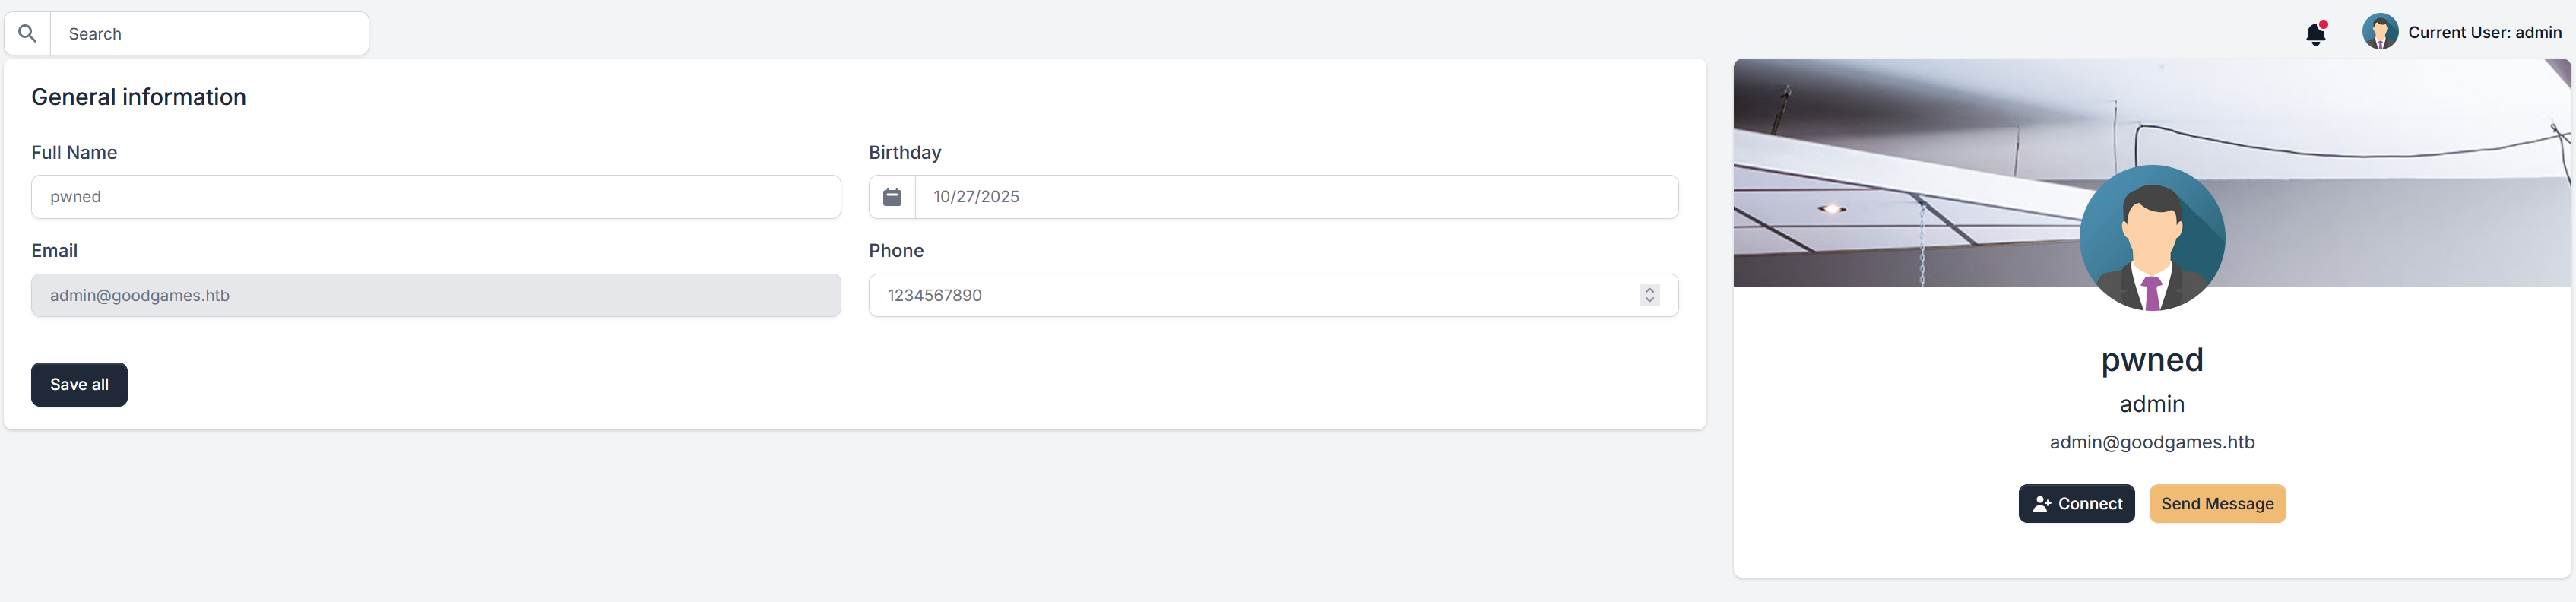 Search
Current User: admin
General information
Full Name
Birthday
pwned
10/27/2025
Email
Phone
admin@goodgames.htb
1234567890
Save all
pwned
admin
admin@goodgames.htb
Connect
Send Message